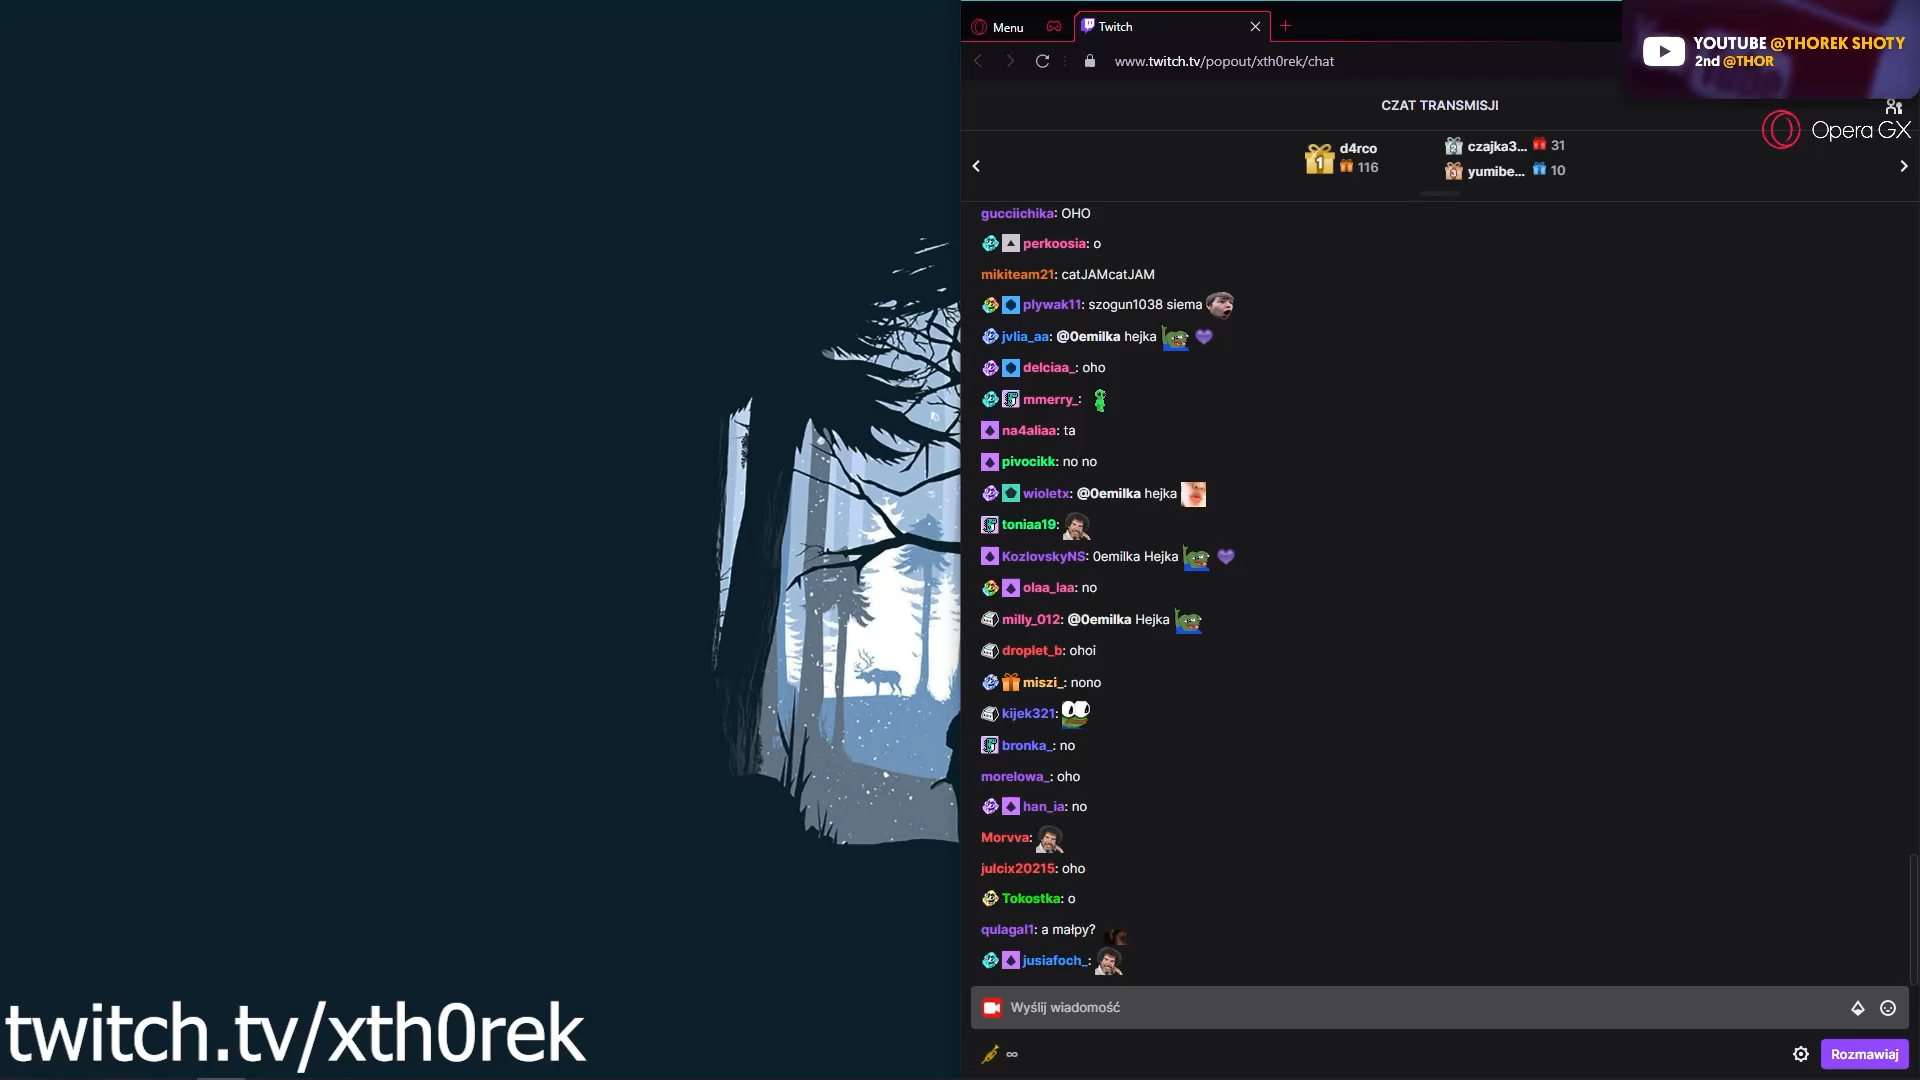 Menu
Twitch
www.twitch.tv/popout/xth0rek/chat
YOUTUBE @THOREK SHOTY
2nd @THOR
Opera GX
CZAT TRANSMISJI
1
d4rco
116
2
czajka3... 31
3
yumibe... 10
gucciichika: OHO
perkoosia: o
mikiteam21: catJAMcatJAM
plywak11: szogun1038 siema
jvlia_aa: @0emilka hejka
delciaa_: oho
mmerry_:
na4aliaa: ta
pivocikk: no no
wioletx: @0emilka hejka
toniaa19:
KozlovskyNS: 0emilka Hejka
olaa_laa: no
milly_012: @0emilka Hejka
droplet_b: ohoi
miszi_: nono
kijek321:
bronka_: no
morelowa_: oho
han_ia: no
Morvva:
julcix20215: oho
Tokostka: o
qulagal1: a małpy?
jusiafoch_:
Wyślij wiadomość
∞
Rozmawiaj
twitch.tv/xth0rek